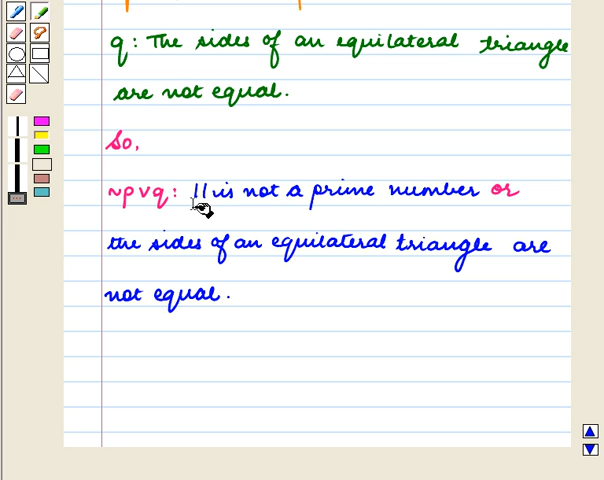 q: The sides of an equilateral triangle
are not equal.
So,
~p∨q: 11 is not a prime number or
the sides of an equilateral triangle are
not equal.